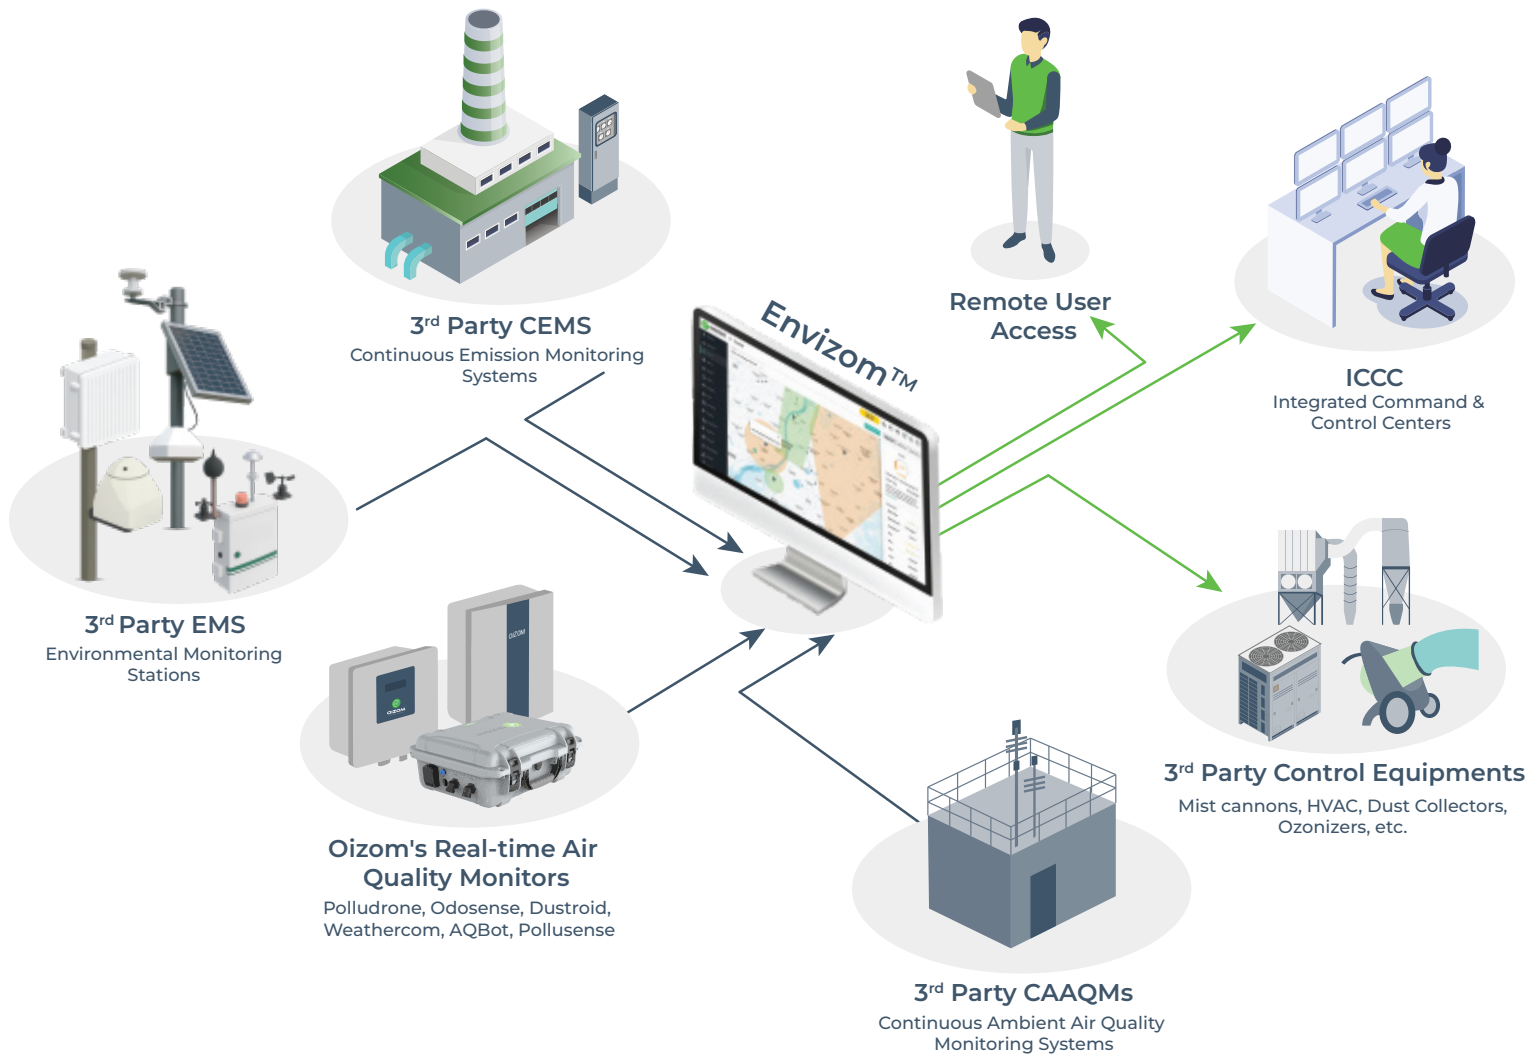 3rd Party CEMS
Continuous Emission Monitoring
Systems
Envizom™
Remote User
Access
ICCC
Integrated Command &
Control Centers
3rd Party EMS
Environmental Monitoring
Stations
OIZOM
OIZOM
Oizom's Real-time Air
Quality Monitors
Polludrone, Odosense, Dustroid,
Weathercom, AQBot, Pollusense
3rd Party Control Equipments
Mist cannons, HVAC, Dust Collectors,
Ozonizers, etc.
3rd Party CAAQMs
Continuous Ambient Air Quality
Monitoring Systems